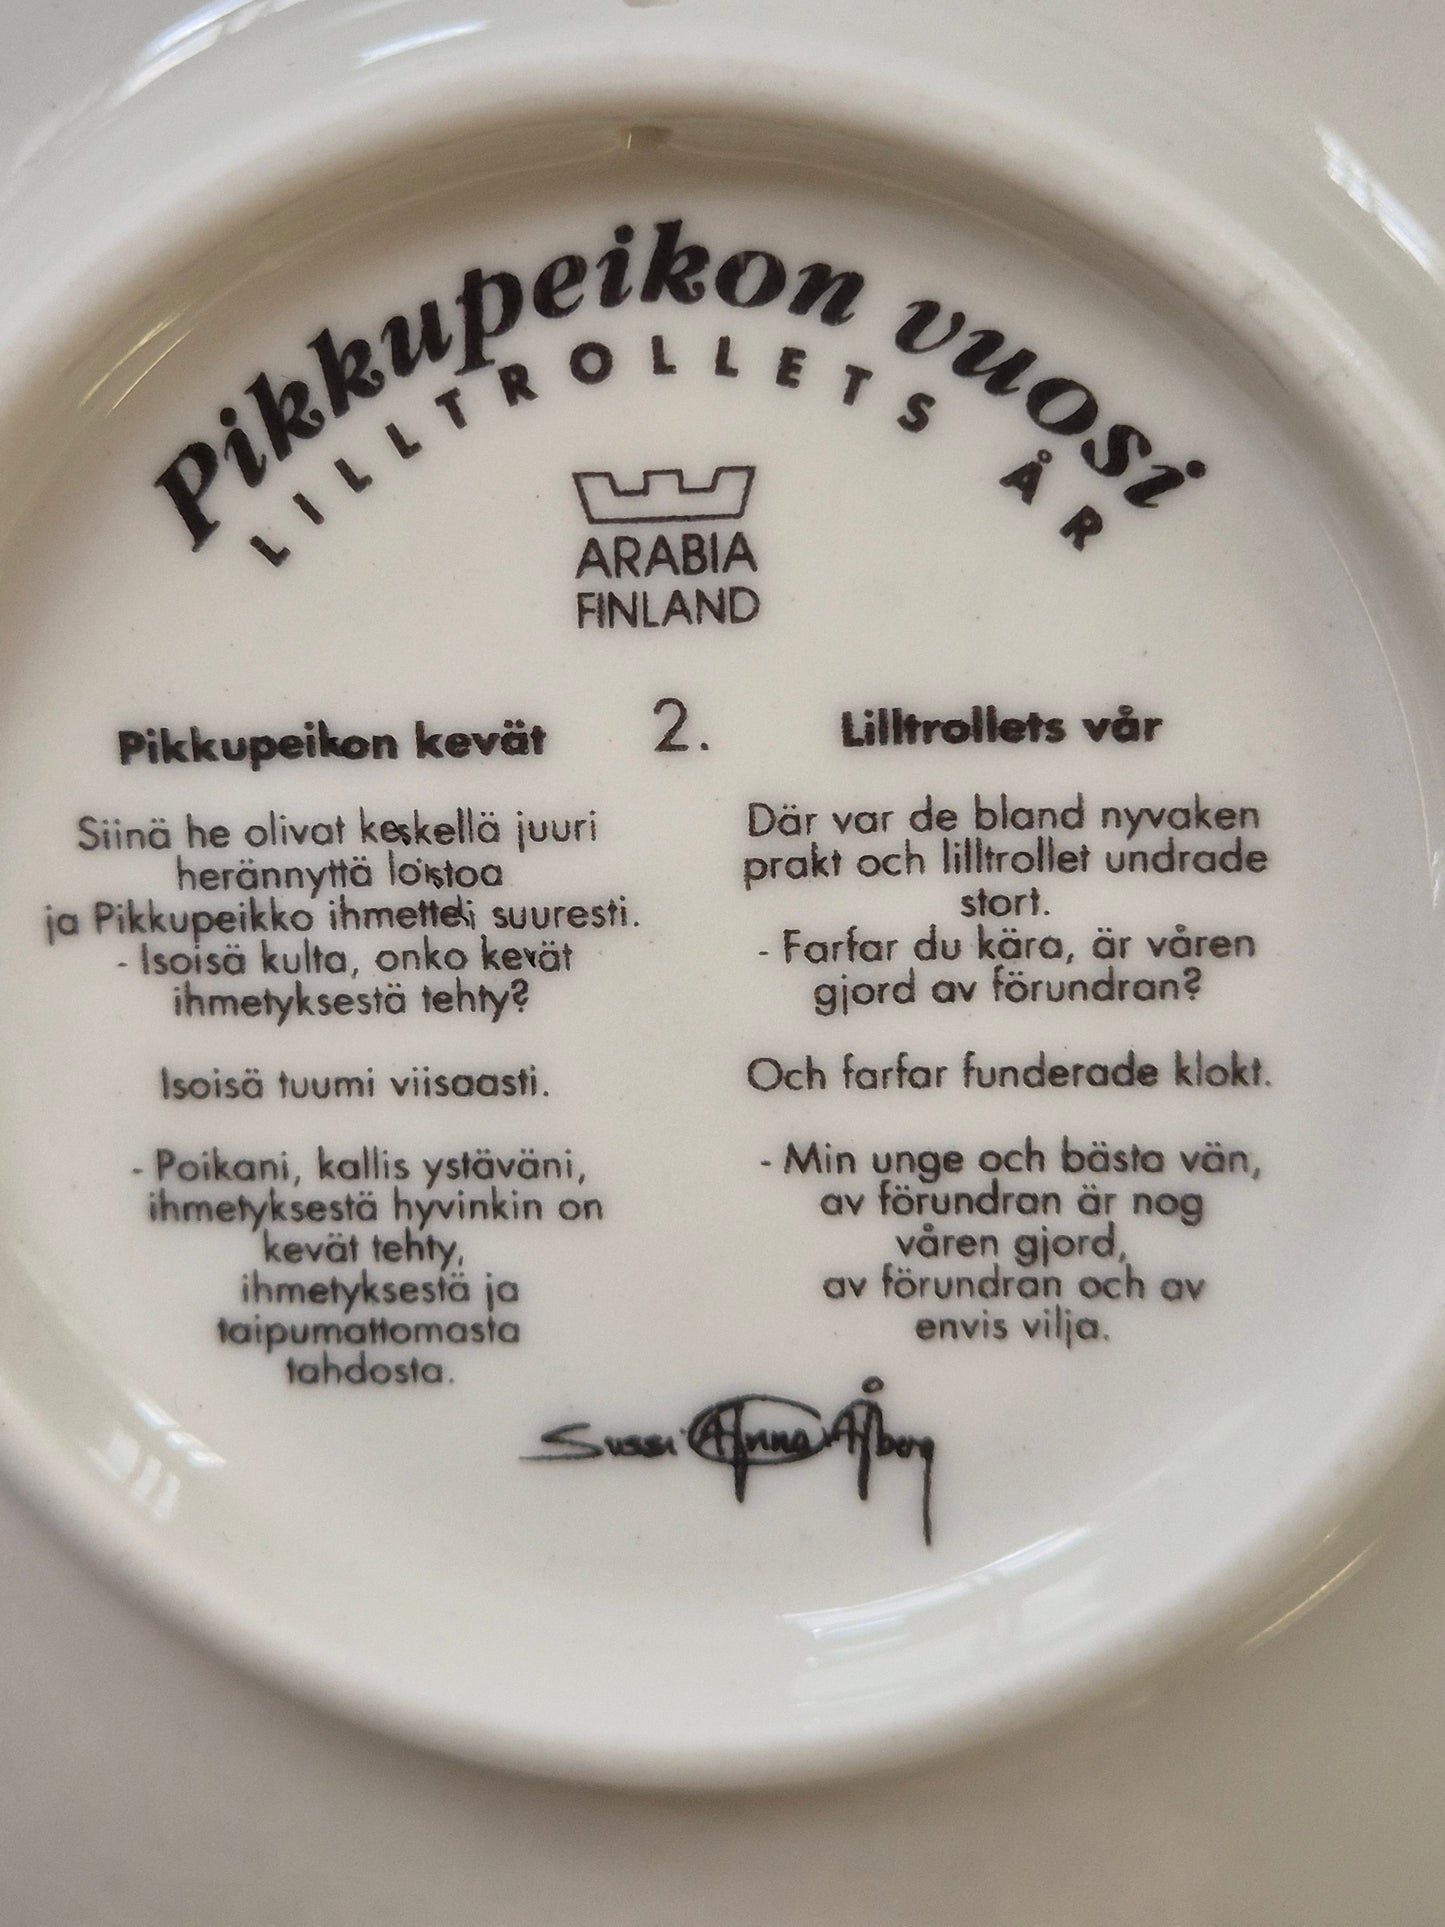 Pikkupeikon vuosi
LILLTROLLETS ÅR
ARABIA
FINLAND
2.
Pikkupeikon kevät
Siinä he olivat keskellä juuri
herännyttä loistoa
ja Pikkupeikko ihmetteli suuresti.
- Isoisä kulta, onko kevät
ihmetyksestä tehty?
Isoisä tuumi viisaasti.
- Poikani, kallis ystäväni,
ihmetyksestä hyvinkin on
kevät tehty,
ihmetyksestä ja
taipumattomasta
tahdosta.
Lilltrollets vår
Där var de bland nyvaken
prakt och lilltrollet undrade
stort.
- Farfar du kära, är våren
gjord av förundran?
Och farfar funderade klokt.
- Min unge och bästa vän,
av förundran är nog
våren gjord,
av förundran och av
envis vilja.
Sussi Anna Åberg